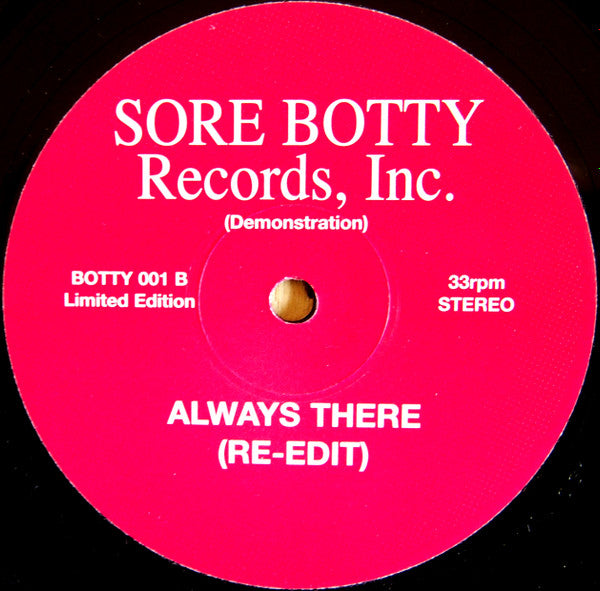 SORE BOTTY
Records, Inc.
(Demonstration)
BOTTY 001 B
Limited Edition
33rpm
STEREO
ALWAYS THERE
(RE-EDIT)